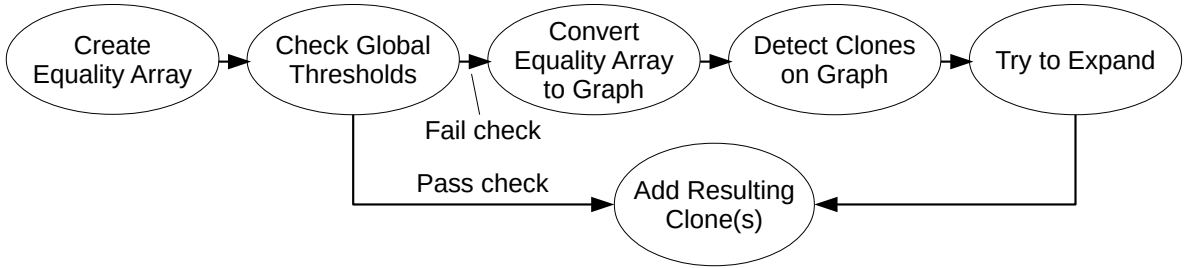 Create
Equality Array
Check Global
Thresholds
Convert
Equality Array
to Graph
Detect Clones
on Graph
Try to Expand
Fail check
Pass check
Add Resulting
Clone(s)